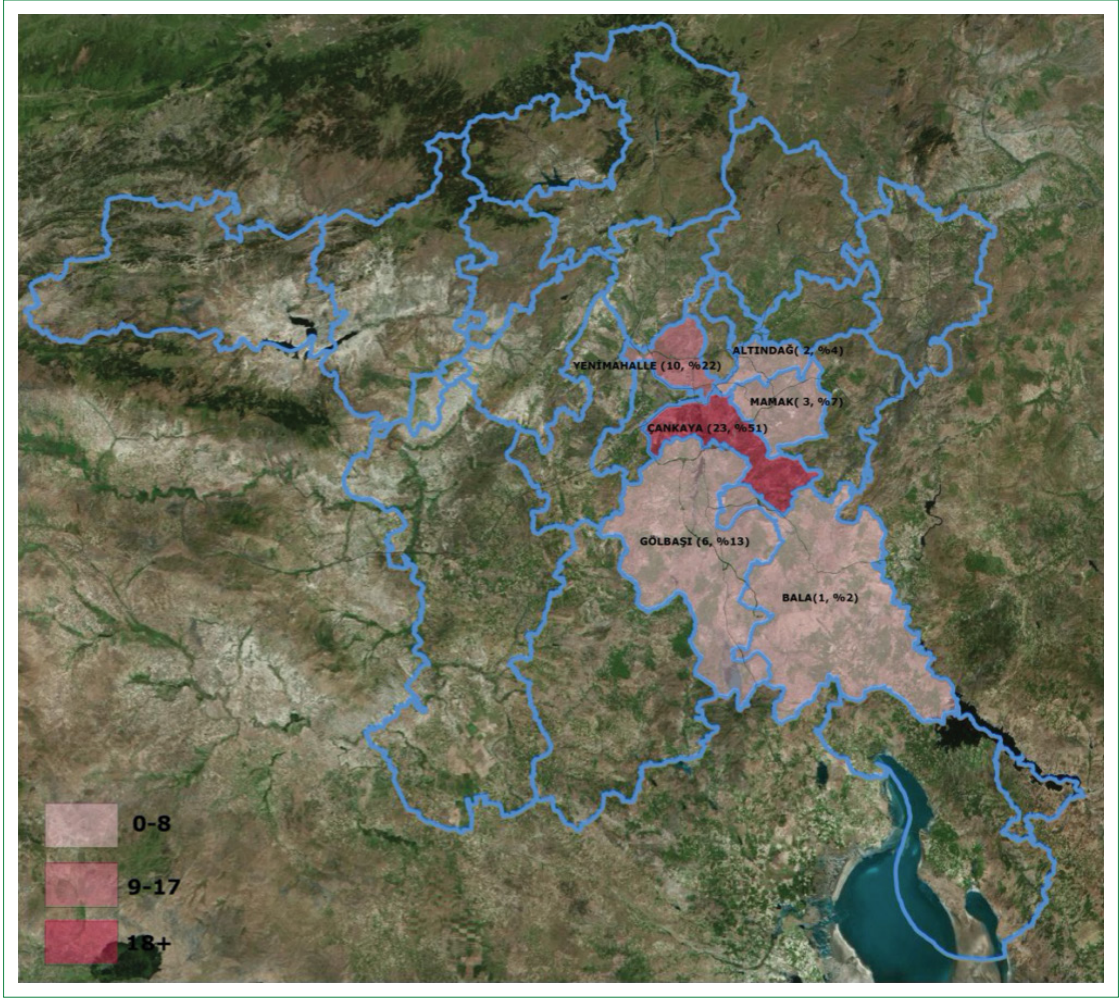 ALTINDAĞ( 2, %4)
YENİMAHALLE (10, %22)
MAMAK( 3, %7)
ÇANKAYA (23, %51)
GÖLBAŞI (6, %13)
BALA(1, %2)
0-8
9-17
18+